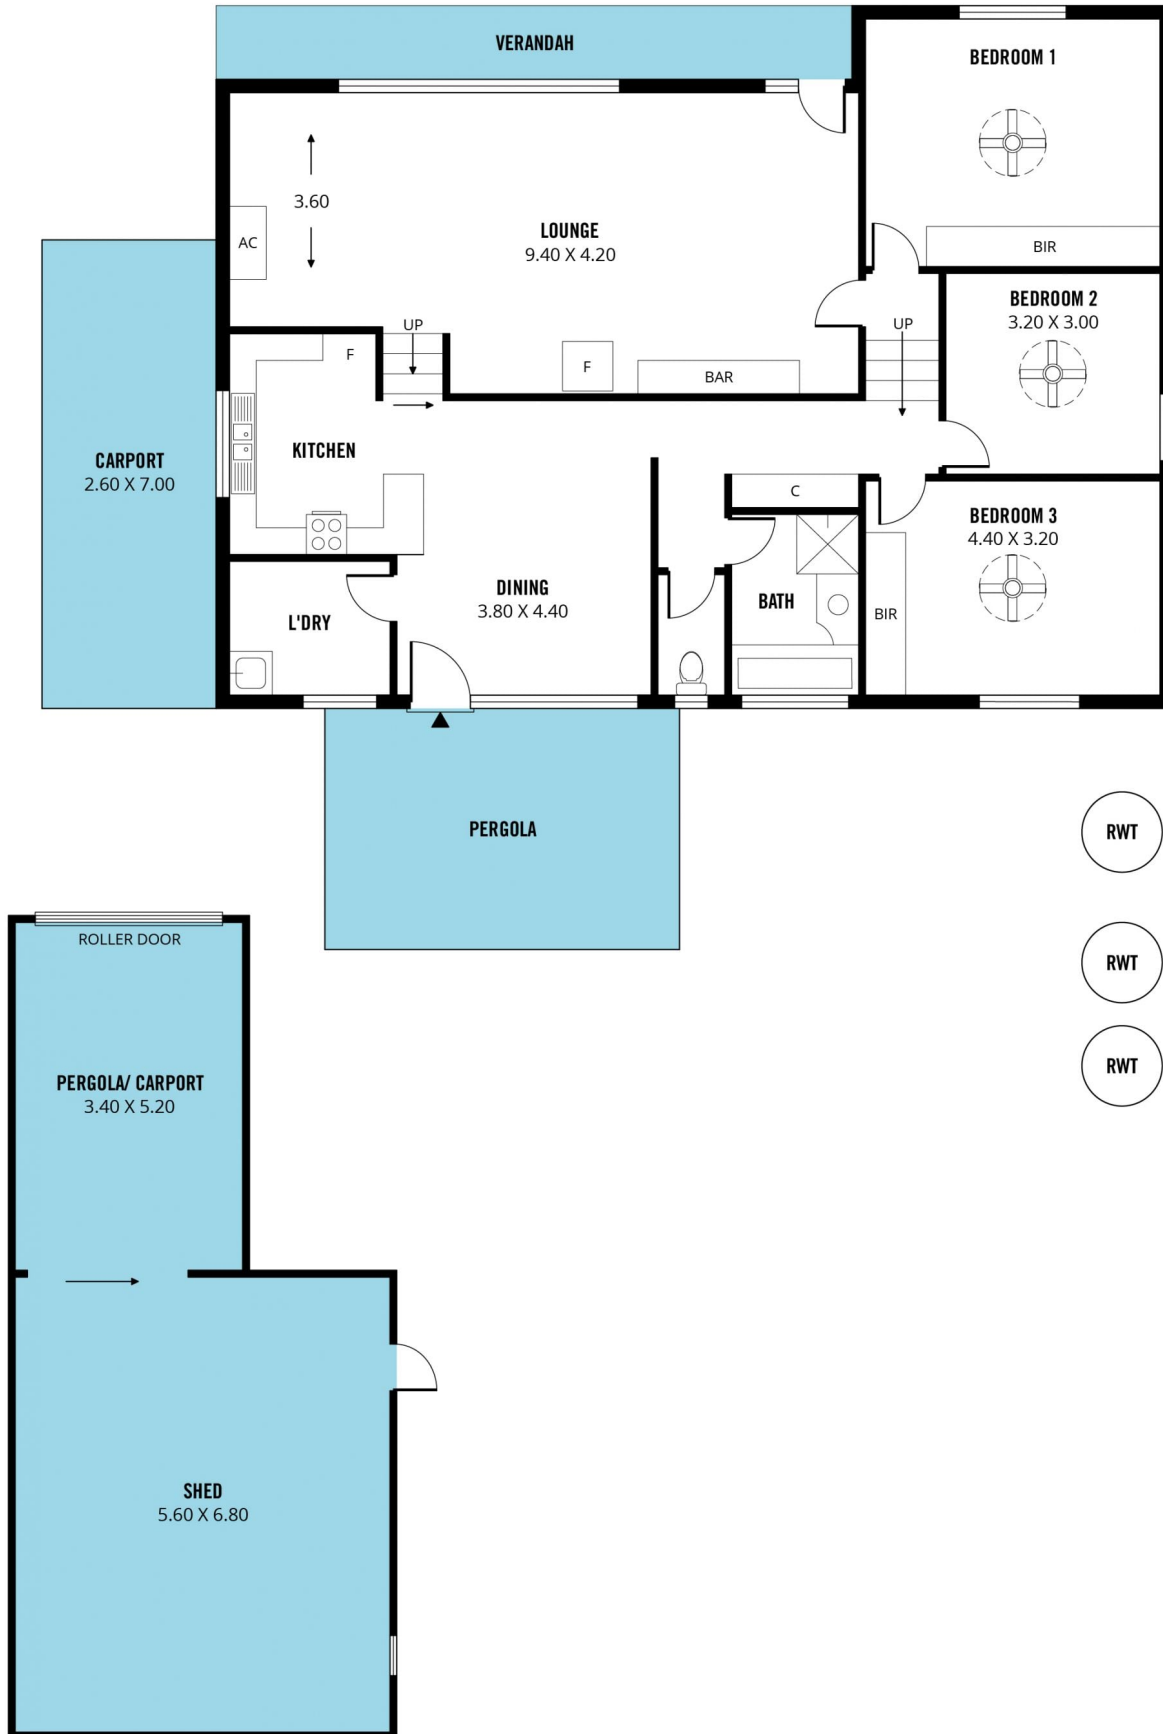 VERANDAH
BEDROOM 1
3.60
AC
LOUNGE
9.40 X 4.20
BIR
BEDROOM 2
3.20 X 3.00
UP
UP
F
F
BAR
KITCHEN
CARPORT
2.60 X 7.00
C
BEDROOM 3
4.40 X 3.20
DINING
3.80 X 4.40
BATH
BIR
L'DRY
PERGOLA
RWT
ROLLER DOOR
RWT
RWT
PERGOLA/ CARPORT
3.40 X 5.20
SHED
5.60 X 6.80